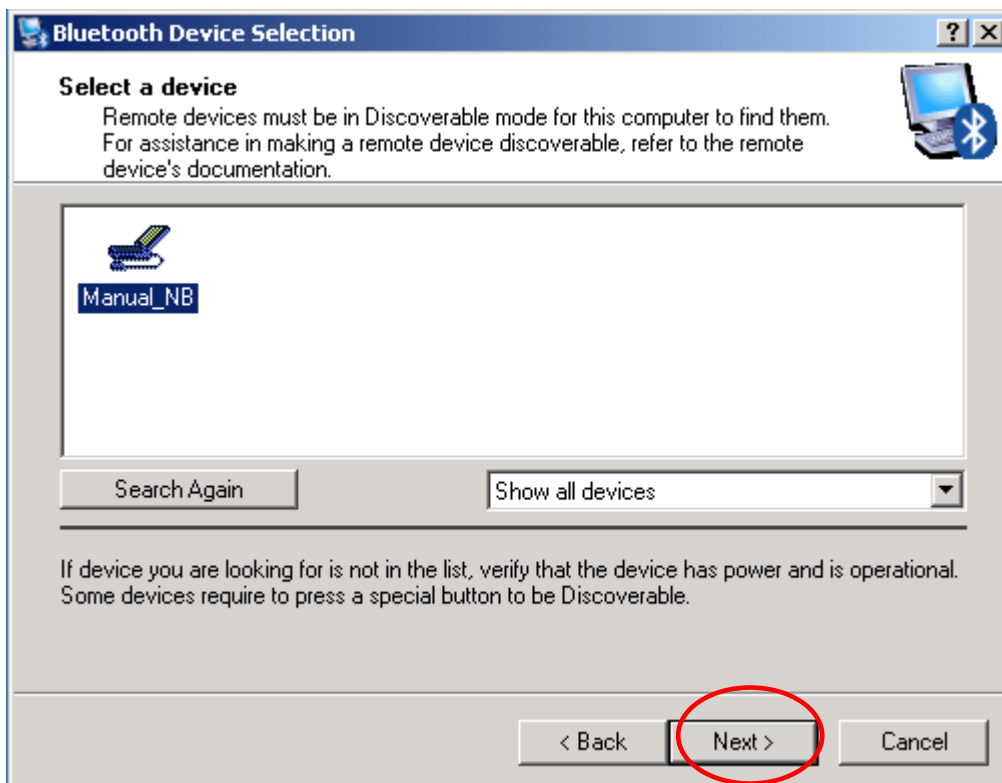 Bluetooth Device Selection
Select a device
Remote devices must be in Discoverable mode for this computer to find them.
For assistance in making a remote device discoverable, refer to the remote
device's documentation.
Manual_NB
Search Again
Show all devices
If device you are looking for is not in the list, verify that the device has power and is operational.
Some devices require to press a special button to be Discoverable.
< Back
Next >
Cancel